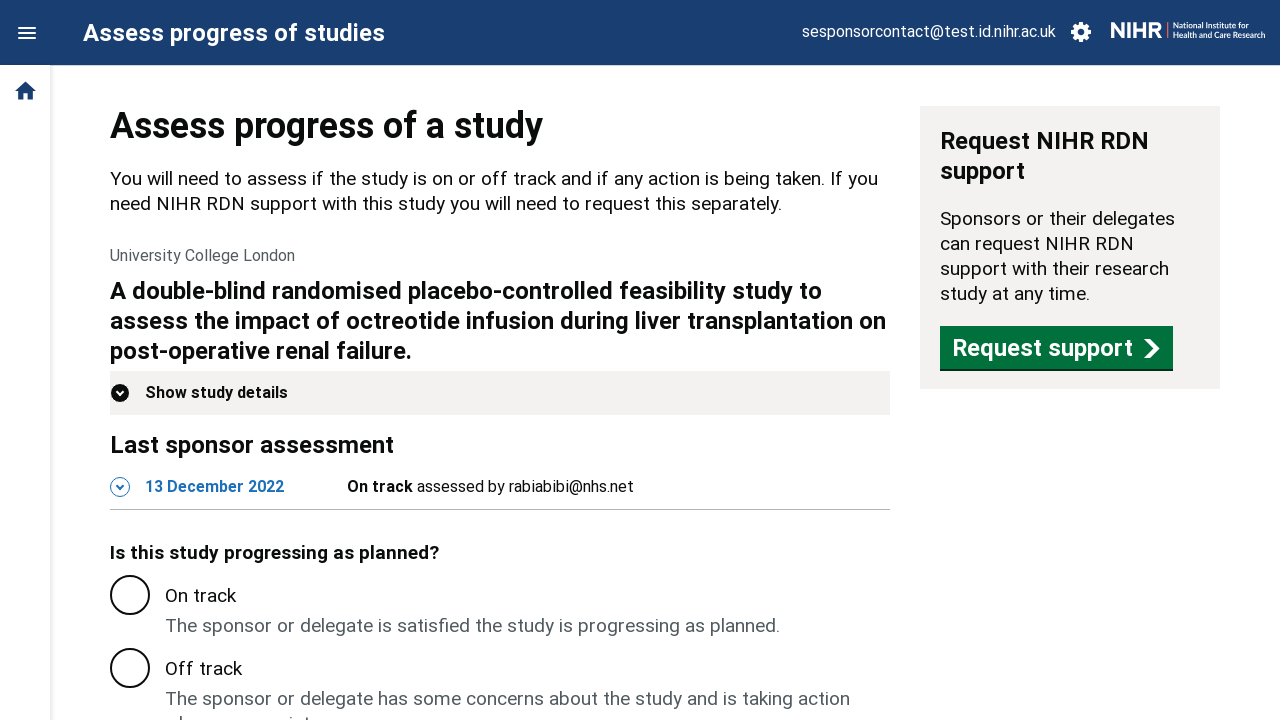 Assess progress of studies
sesponsorcontact@test.id.nihr.ac.uk
NIHR
National Institute for
Health and Care Research
Assess progress of a study
You will need to assess if the study is on or off track and if any action is being taken. If you
need NIHR RDN support with this study you will need to request this separately.
University College London
A double-blind randomised placebo-controlled feasibility study to
assess the impact of octreotide infusion during liver transplantation on
post-operative renal failure.
Show study details
Last sponsor assessment
13 December 2022 On track assessed by rabiabibi@nhs.net
Is this study progressing as planned?
On track
The sponsor or delegate is satisfied the study is progressing as planned.
Off track
The sponsor or delegate has some concerns about the study and is taking action
Request NIHR RDN
support
Sponsors or their delegates
can request NIHR RDN
support with their research
study at any time.
Request support